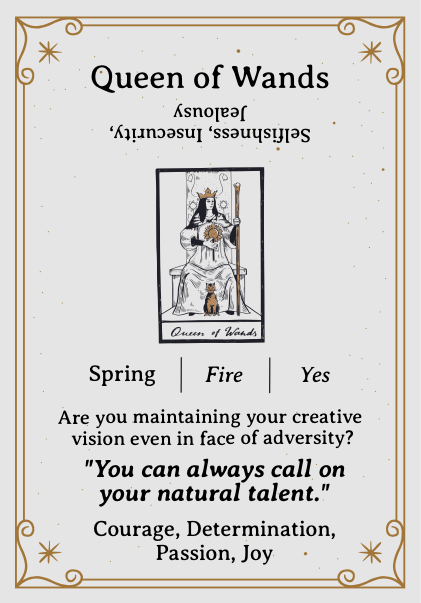 Queen of Wands
Selfishness, Insecurity,
Jealousy
Queen of Wands
Spring | Fire | Yes
Are you maintaining your creative
vision even in face of adversity?
"You can always call on
your natural talent."
Courage, Determination,
Passion, Joy